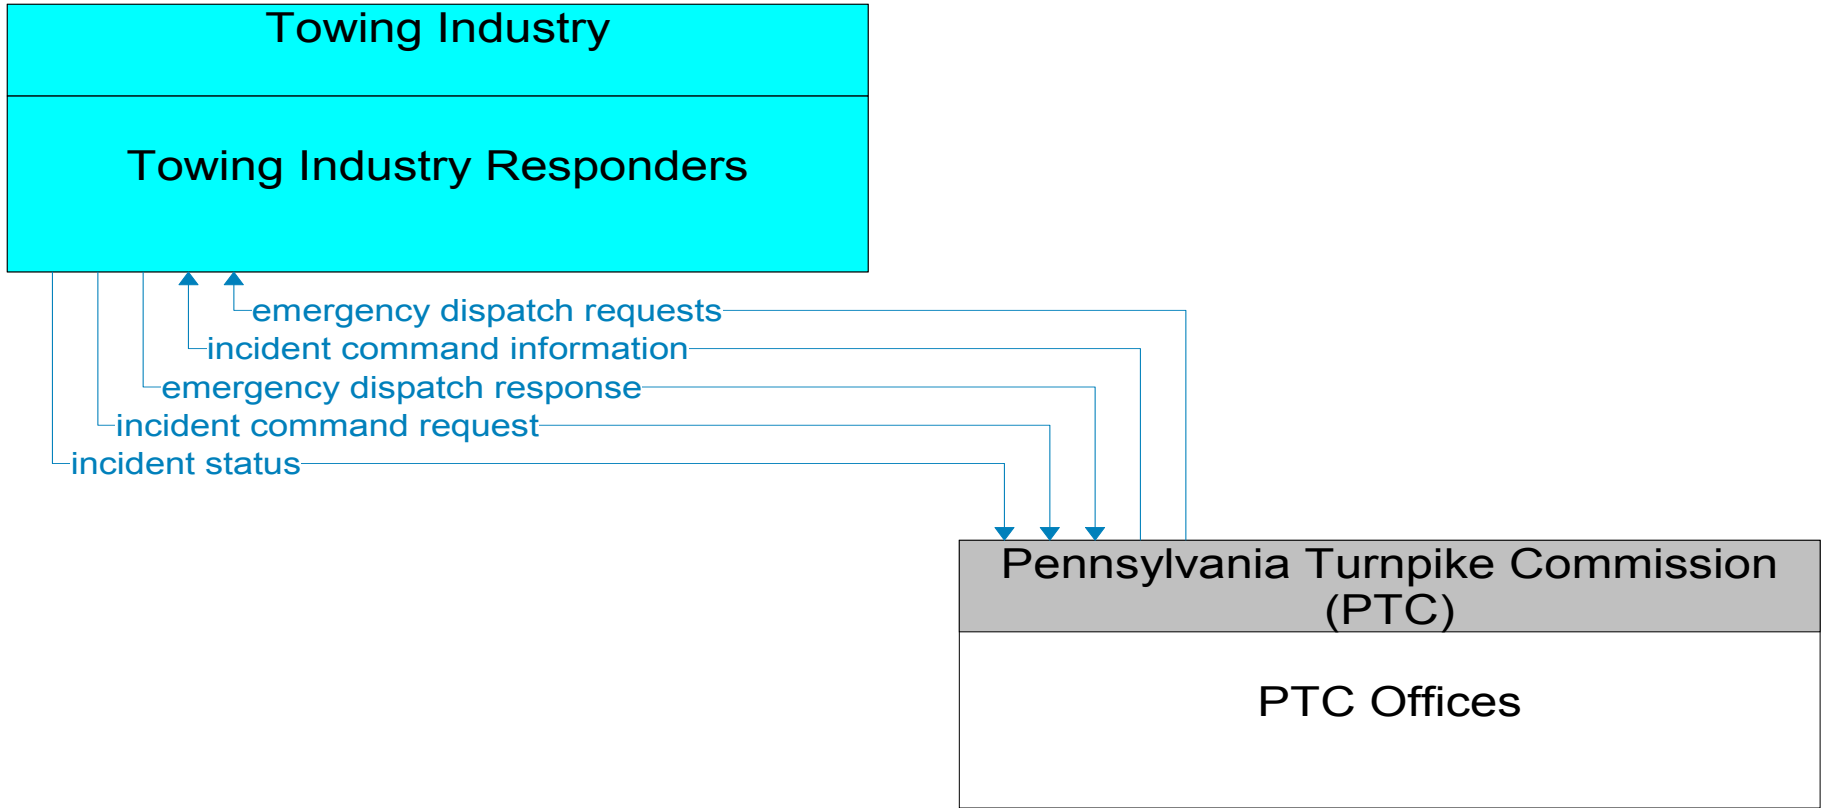 Towing Industry
Towing Industry Responders
emergency dispatch requests
incident command information
emergency dispatch response
incident command request
incident status
Pennsylvania Turnpike Commission
(PTC)
PTC Offices